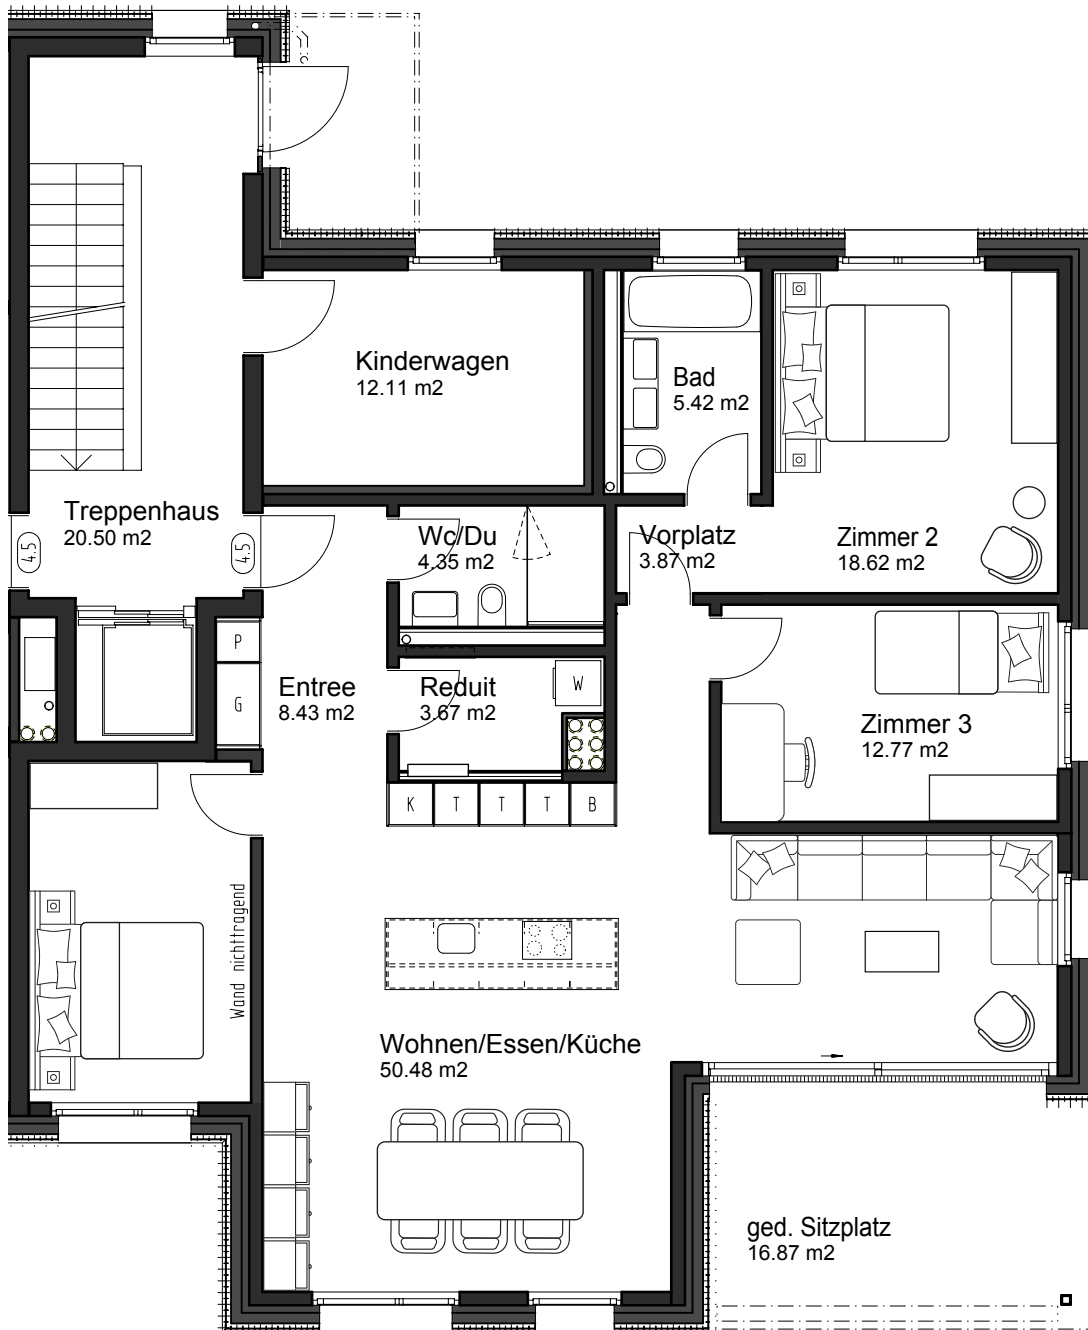 Kinderwagen
12.11 m2
Bad
5.42 m2
Treppenhaus
20.50 m2
4.5
4.5
Wc/Du
4.35 m2
Vorplatz
3.87 m2
Zimmer 2
18.62 m2
P
G
Entree
8.43 m2
Reduit
3.67 m2
W
Zimmer 3
12.77 m2
K T T T B
Wand nichttragend
Wohnen/Essen/Küche
50.48 m2
ged. Sitzplatz
16.87 m2